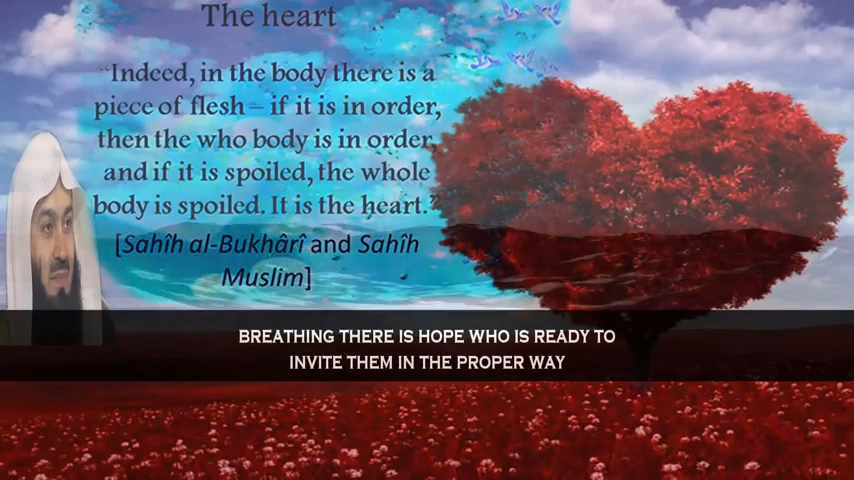 The heart
"Indeed, in the body there is a
piece of flesh – if it is in order,
then the who body is in order,
and if it is spoiled, the whole
body is spoiled. It is the heart."
[Sahîh al-Bukhârî and Sahîh
Muslim]
BREATHING THERE IS HOPE WHO IS READY TO
INVITE THEM IN THE PROPER WAY